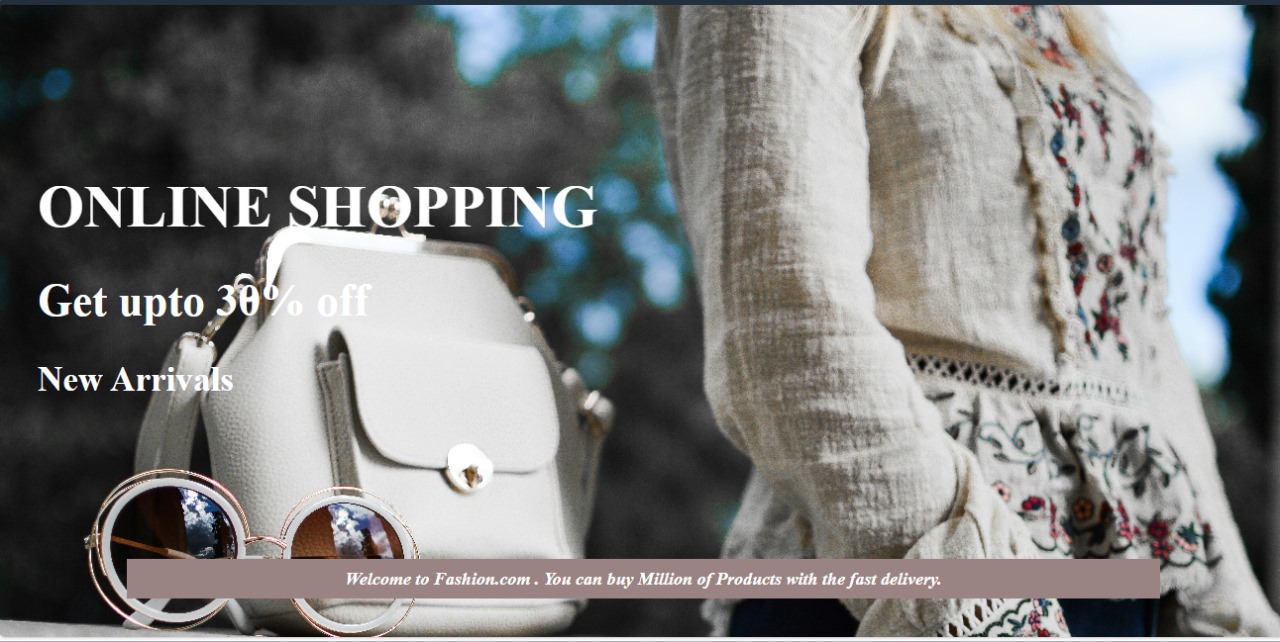 ONLINE SHOPPING
Get upto 30% off
New Arrivals
Welcome to Fashion.com . You can buy Million of Products with the fast delivery.